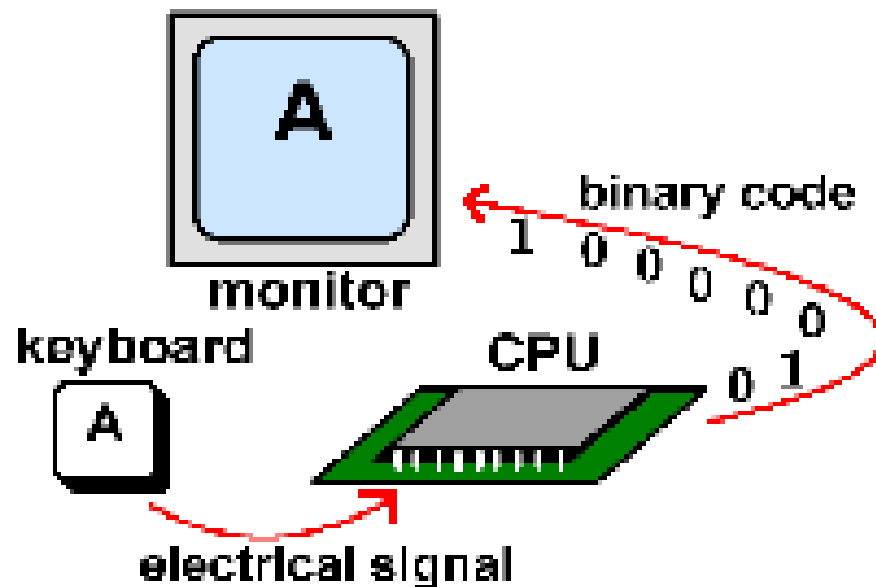 A
binary code
1 0 0 0 0 0
1
0
monitor
keyboard
CPU
A
electrical signal